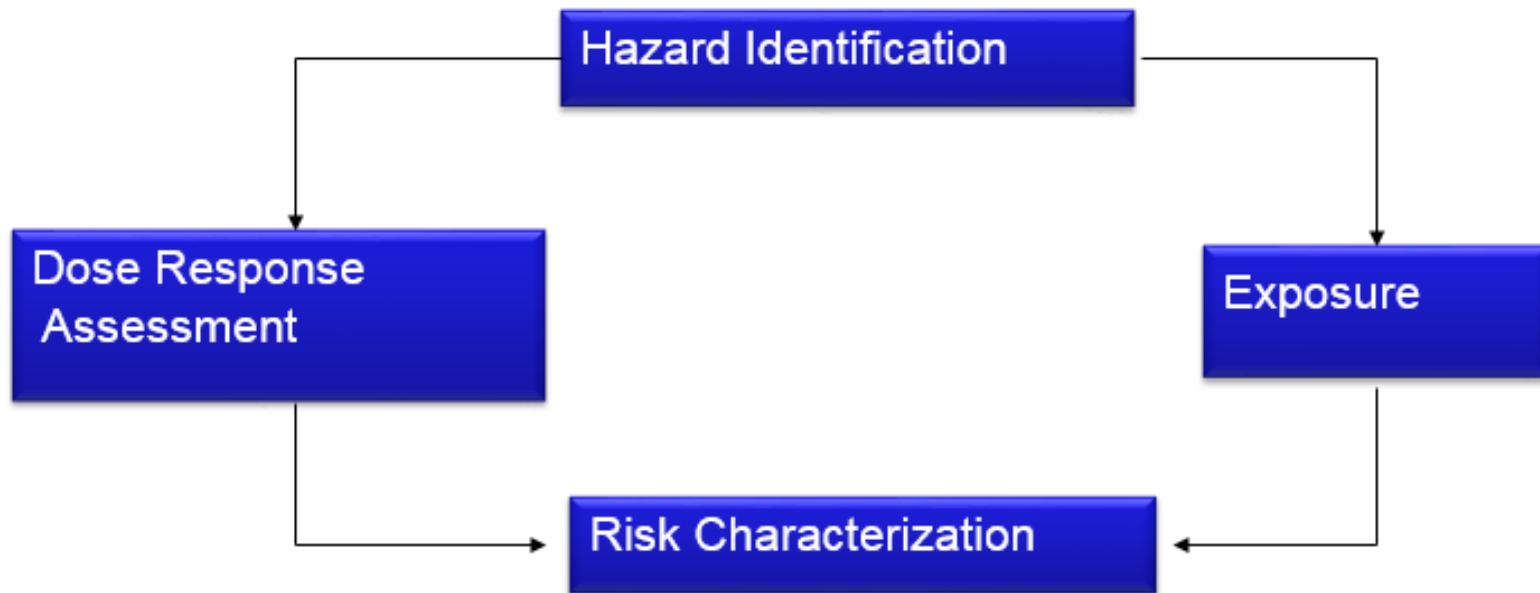 Hazard Identification
Dose Response
Assessment
Exposure
Risk Characterization